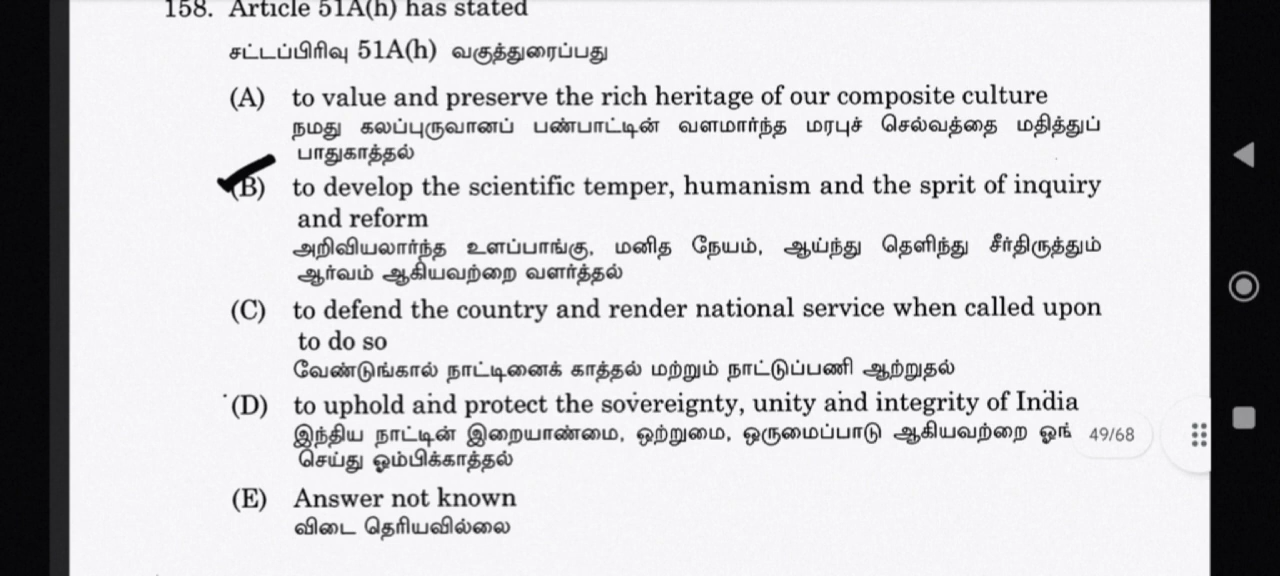 158. Article 51A(h) has stated
சட்டப்பிரிவு 51A(h) வகுத்துரைப்பது
(A) to value and preserve the rich heritage of our composite culture
நமது கலப்புருவானப் பண்பாட்டின் வளமார்ந்த மரபுச் செல்வத்தை மதித்துப்
பாதுகாத்தல்
(B) to develop the scientific temper, humanism and the sprit of inquiry
and reform
அறிவியலார்ந்த உளப்பாங்கு, மனித நேயம், ஆய்ந்து தெளிந்து சீர்திருத்தும்
ஆர்வம் ஆகியவற்றை வளர்த்தல்
(C) to defend the country and render national service when called upon
to do so
வேண்டுங்கால் நாட்டினைக் காத்தல் மற்றும் நாட்டுப்பணி ஆற்றுதல்
(D) to uphold and protect the sovereignty, unity and integrity of India
இந்திய நாட்டின் இறையாண்மை, ஒற்றுமை, ஒருமைப்பாடு ஆகியவற்றை ஓங் 49/68
செய்து ஓம்பிக்காத்தல்
(E) Answer not known
விடை தெரியவில்லை